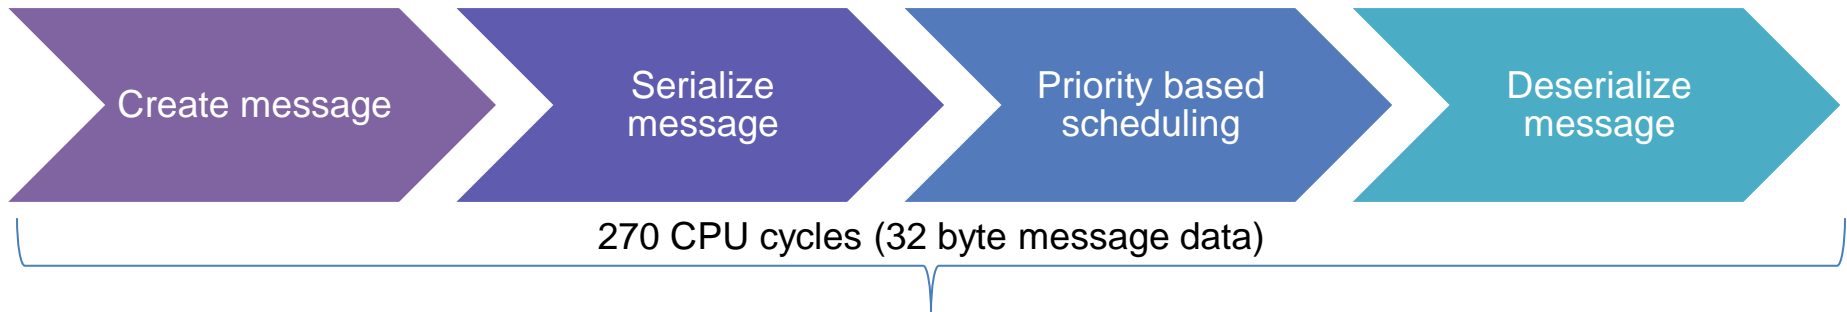 Create message
Serialize
message
Priority based
scheduling
Deserialize
message
270 CPU cycles (32 byte message data)